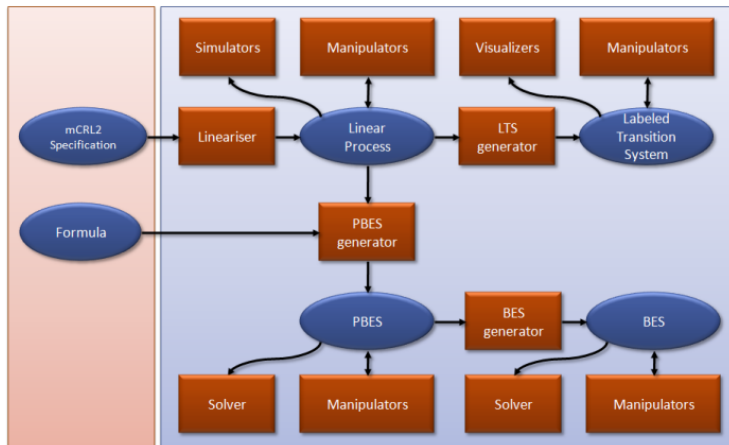 Simulators
Manipulators
Visualizers
Manipulators
mCRL2
Specification
Lineariser
Linear
Process
LTS
generator
Labeled
Transition
System
Formula
PBES
generator
PBES
BES
generator
BES
Solver
Manipulators
Solver
Manipulators